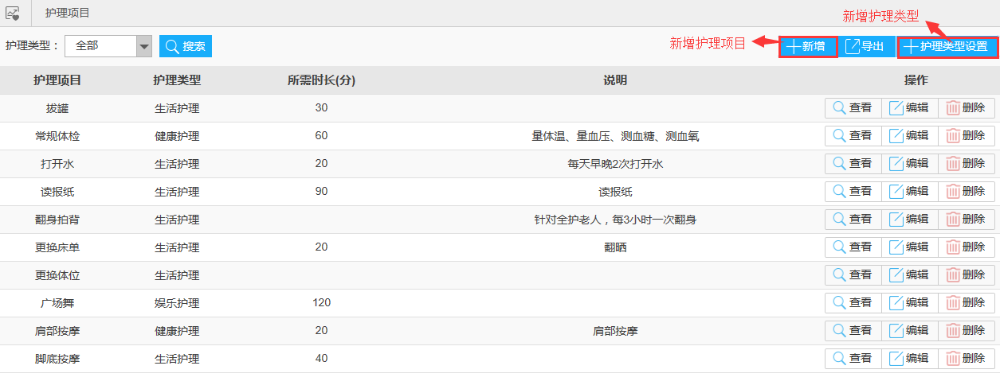 护理项目
新增护理类型
护理类型： 全部 搜索 新增护理项目 新增 导出 护理类型设置
护理项目 护理类型 所需时长(分) 说明 操作
拔罐 生活护理 30 查看 编辑 删除
常规体检 健康护理 60 量体温、量血压、测血糖、测血氧 查看 编辑 删除
打开水 生活护理 20 每天早晚2次打开水 查看 编辑 删除
读报纸 生活护理 90 读报纸 查看 编辑 删除
翻身拍背 生活护理 针对全护老人，每3小时一次翻身 查看 编辑 删除
更换床单 生活护理 20 翻晒 查看 编辑 删除
更换体位 生活护理 查看 编辑 删除
广场舞 娱乐护理 120 查看 编辑 删除
肩部按摩 健康护理 20 肩部按摩 查看 编辑 删除
脚底按摩 生活护理 40 查看 编辑 删除